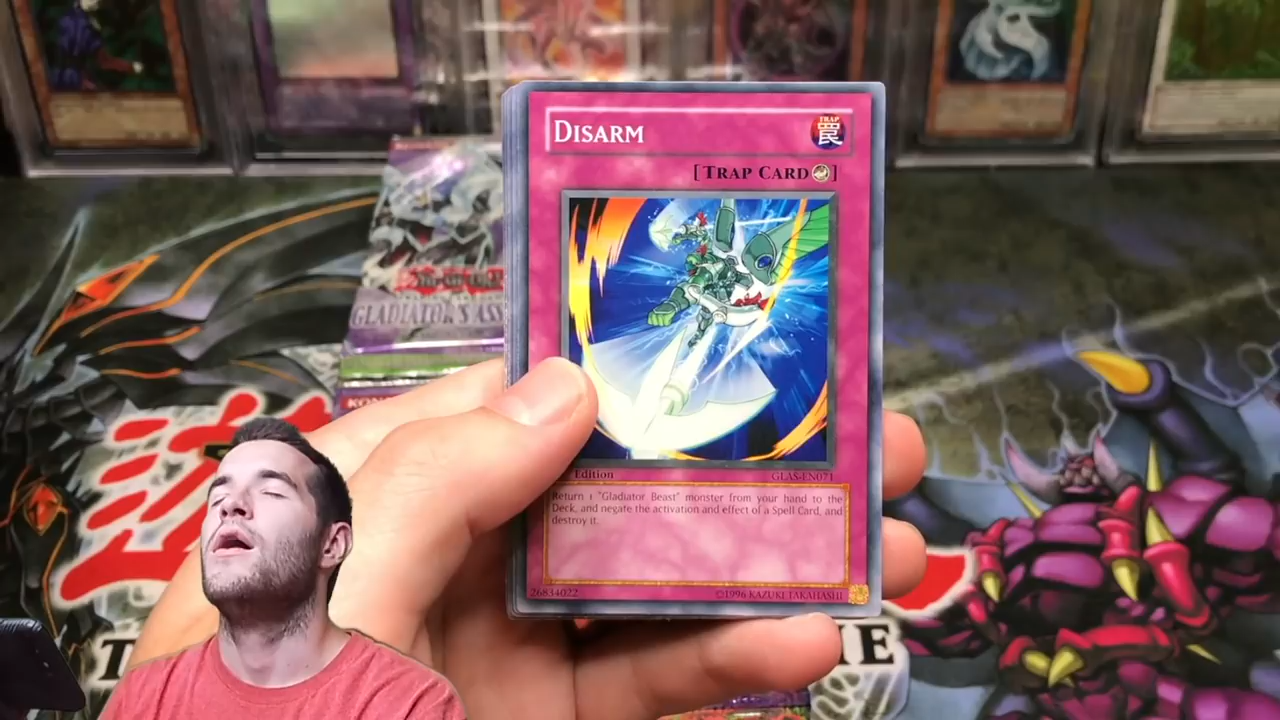 DISARM
TRAP
罠
[TRAP CARD]
GLADIATOR'S ASS
Edition
GLAS-EN071
Return 1 "Gladiator Beast" monster from your hand to the
Deck, and negate the activation and effect of a Spell Card, and
destroy it.
26834022
©1996 KAZUKI TAKAHASHI